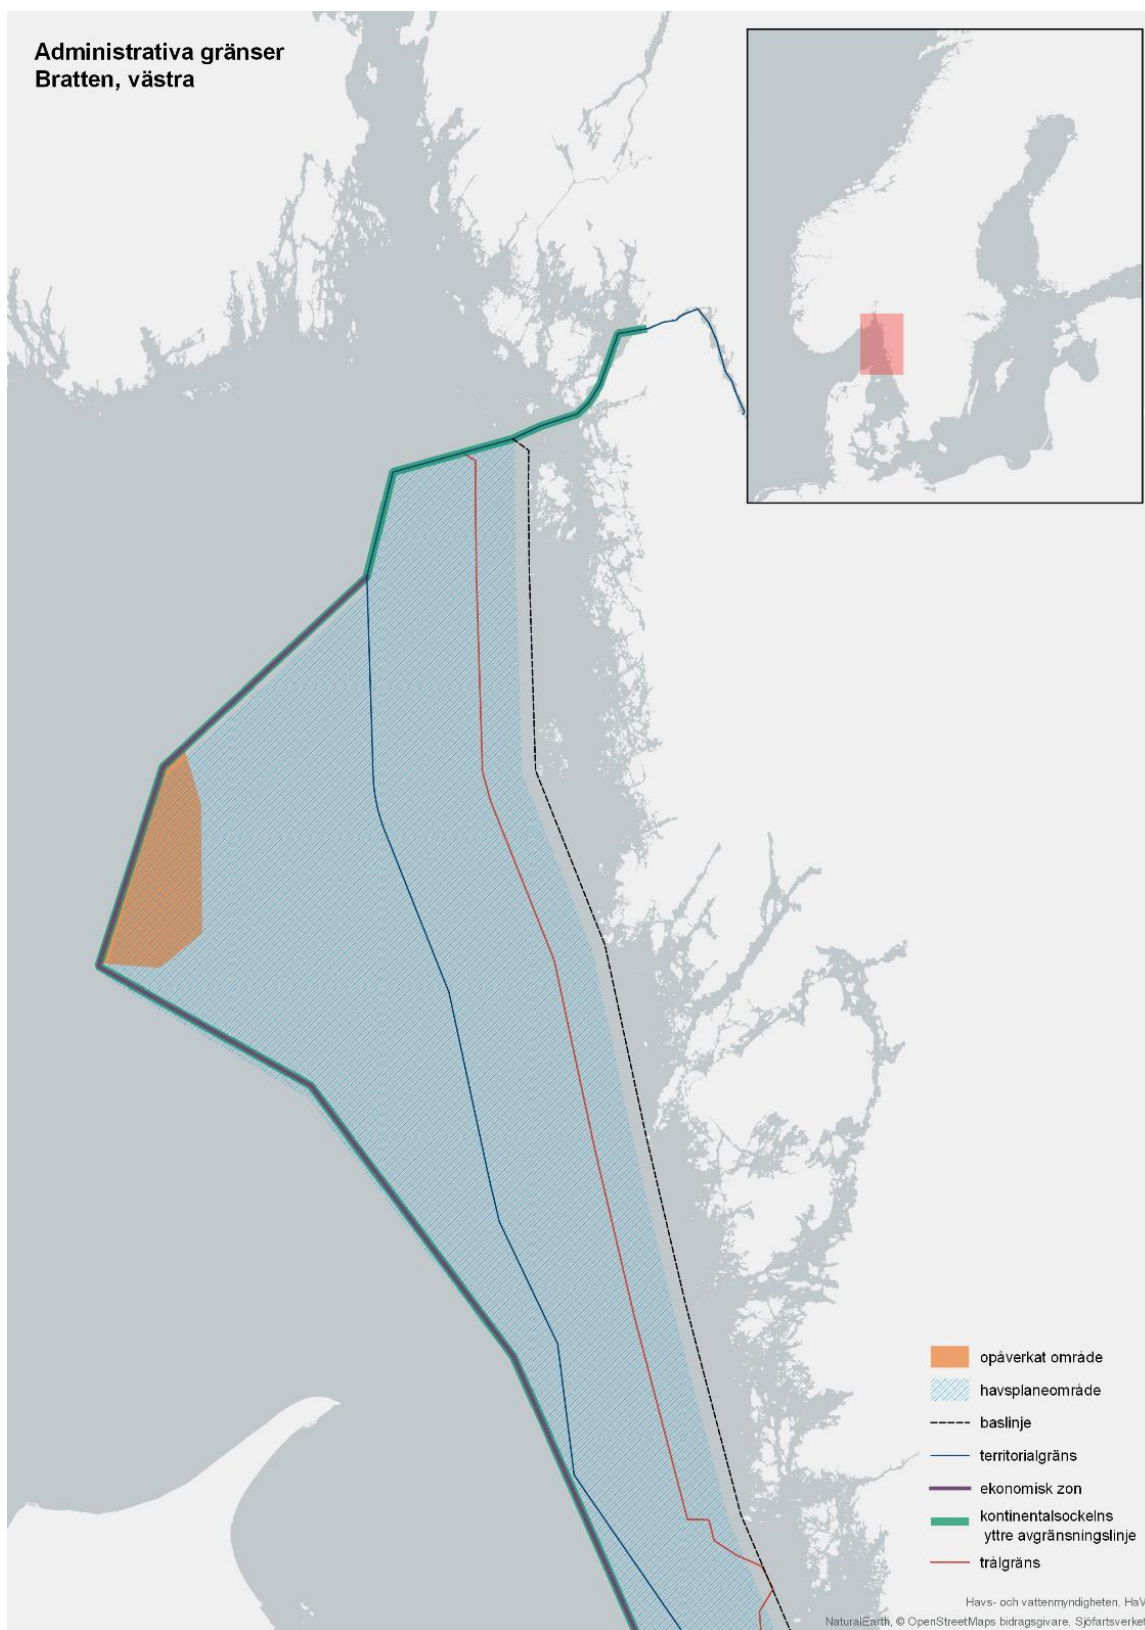 Administrativa gränser
Bratten, västra
opåverkat område
havsplaneområde
baslinje
territorialgräns
ekonomisk zon
kontinentalsockelns
yttre avgränsningslinje
trålgräns
Havs- och vattenmyndigheten, HaV
NaturalEarth, © OpenStreetMaps bidragsgivare, Sjöfartsverket